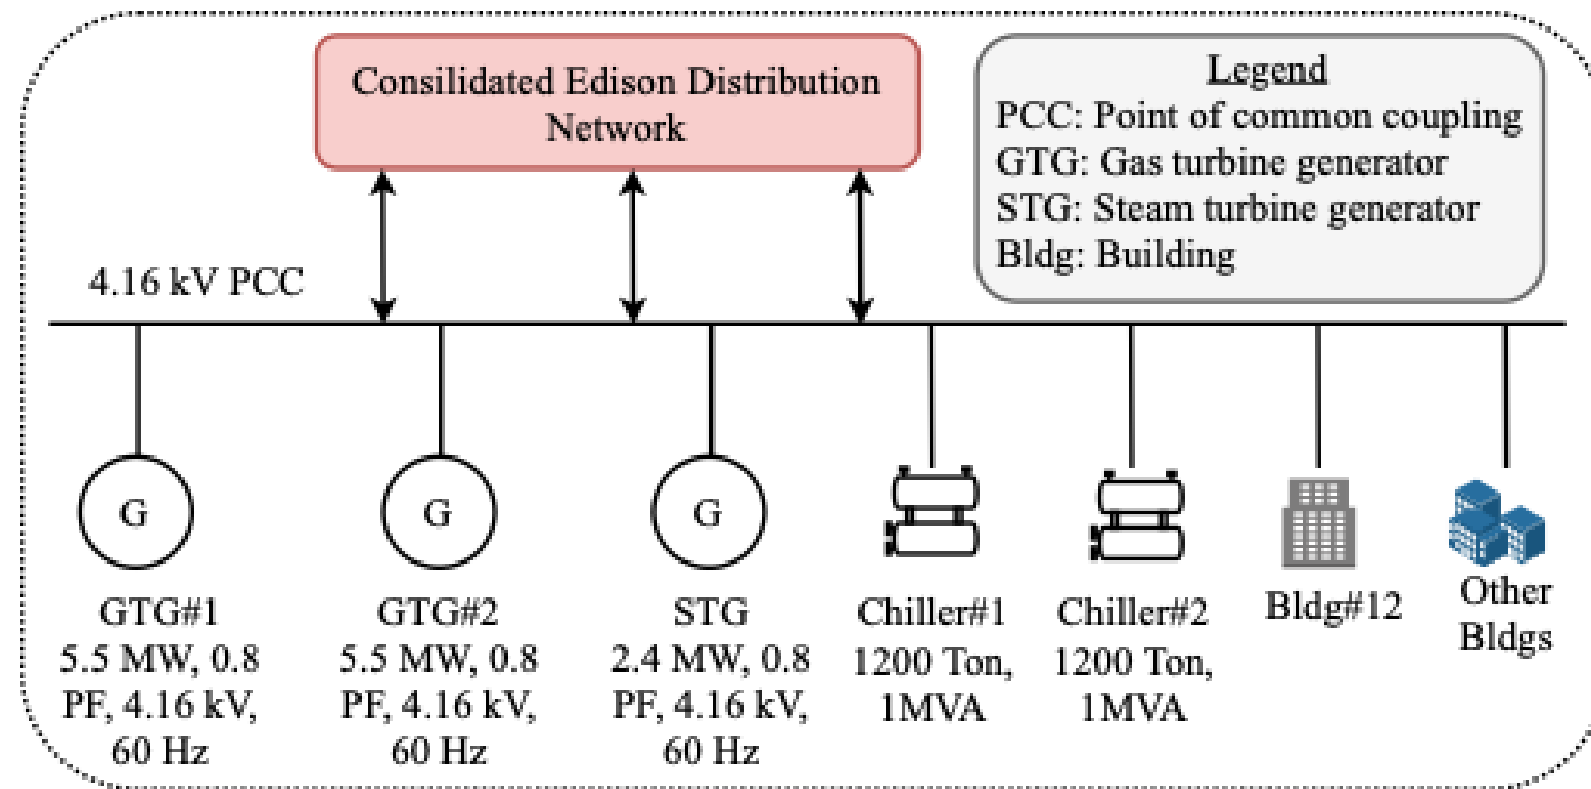 Consilidated Edison Distribution
Network
Legend
PCC: Point of common coupling
GTG: Gas turbine generator
STG: Steam turbine generator
Bldg: Building
4.16 kV PCC
G
G
G
GTG#1
5.5 MW, 0.8
PF, 4.16 kV,
60 Hz
GTG#2
5.5 MW, 0.8
PF, 4.16 kV,
60 Hz
STG
2.4 MW, 0.8
PF, 4.16 kV,
60 Hz
Chiller#1
1200 Ton,
1MVA
Chiller#2
1200 Ton,
1MVA
Bldg#12
Other
Bldgs